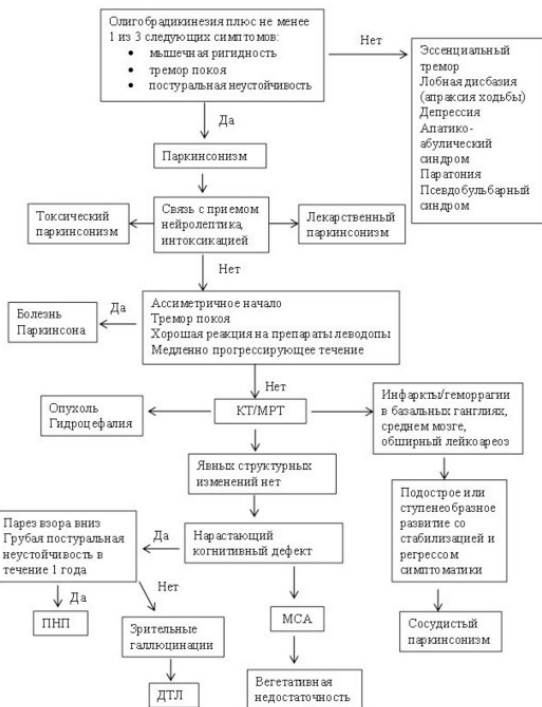 Олигобрадикинезия плюс не менее
1 из 3 следующих симптомов:
• мышечная ригидность
• тремор покоя
• постуральная неустойчивость
Нет
Эссенциальный
тремор
Лобная дисбазия
(апраксия ходьбы)
Депрессия
Апатико-
абулический
синдром
Паратония
Псевдобульбарный
синдром
Да
Паркинсонизм
Токсический
паркинсонизм
Связь с приемом
нейролептика,
интоксикацией
Лекарственный
паркинсонизм
Нет
Болезнь
Паркинсона
Да
Ассиметричное начало
Тремор покоя
Хорошая реакция на препараты леводопы
Медленно прогрессирующее течение
Нет
Опухоль
Гидроцефалия
КТ/МРТ
Инфаркты/геморрагии
в базальных ганглиях,
среднем мозге,
обширный лейкоареоз
Явных структурных
изменений нет
Подострое или
ступенеобразное
развитие со
стабилизацией и
регрессом
симптоматики
Парез взора вниз
Грубая постуральная
неустойчивость в
течение 1 года
Да
Нарастающий
когнитивный дефект
Да
Нет
ПНП
Зрительные
галлюцинации
МСА
Сосудистый
паркинсонизм
ДТЛ
Вегетативная
недостаточность